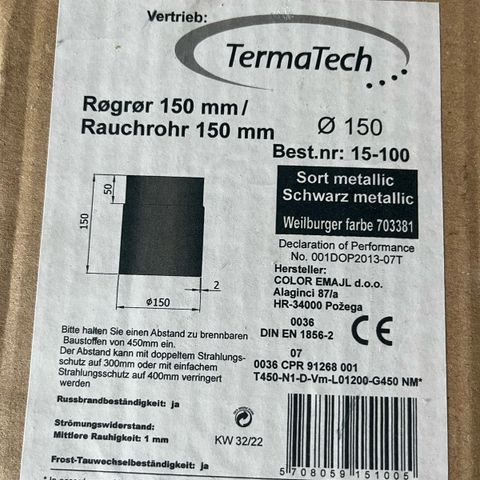 Vertrieb:
TermaTech
Røgrør 150 mm/
Rauchrohr 150 mm
Ø 150
Best.nr: 15-100
Sort metallic
Schwarz metallic
Weilburger farbe 703381
50
150
2
Φ150
Declaration of Performance
No. 001DOP2013-07T
Hersteller:
COLOR EMAJL d.o.o.
Alaginci 87/a
HR-34000 Požega
0036
DIN EN 1856-2
CE
07
0036 CPR 91268 001
T450-N1-D-Vm-L01200-G450 NM*
Bitte halten Sie einen Abstand zu brennbaren
Baustoffen von 450mm ein.
Der Abstand kann mit doppeltem Strahlungs-
schutz auf 300mm oder mit einfachem
Strahlungsschutz auf 400mm verringert
werden
Russbrandbeständigkeit: ja
Strömungswiderstand:
Mittlere Rauhigkeit: 1 mm
KW 32/22
Frost-Tauwechselbeständigkeit: ja
5 708059 151005